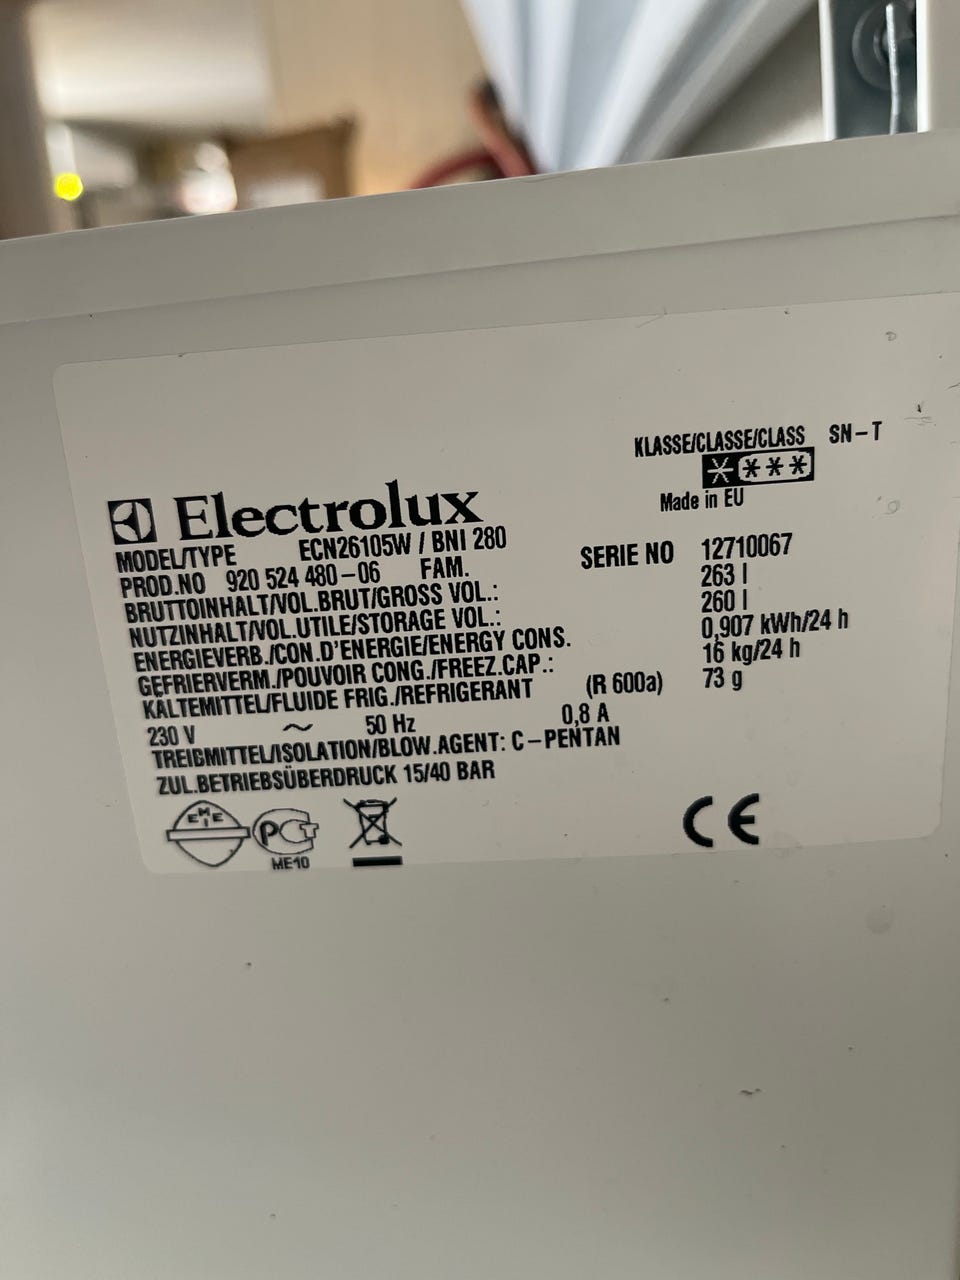 KLASSE/CLASSE/CLASS SN-T
****
Made in EU
Electrolux
MODEL/TYPE ECN26105W / BNI 280
PROD.NO 920 524 480-06 FAM. SERIE NO 12710067
BRUTTOINHALT/VOL.BRUT/GROSS VOL.: 263 l
NUTZINHALT/VOL.UTILE/STORAGE VOL.: 260 l
ENERGIEVERB./CON.D'ENERGIE/ENERGY CONS. 0,907 kWh/24 h
GEFRIERVERM./POUVOIR CONG./FREEZ.CAP.: 16 kg/24 h
KÄLTEMITTEL/FLUIDE FRIG./REFRIGERANT (R 600a) 73 g
230 V ~ 50 Hz 0,8 A
TREIBMITTEL/ISOLATION/BLOW.AGENT: C-PENTAN
ZUL.BETRIEBSÜBERDRUCK 15/40 BAR
PCT
ME10
CE